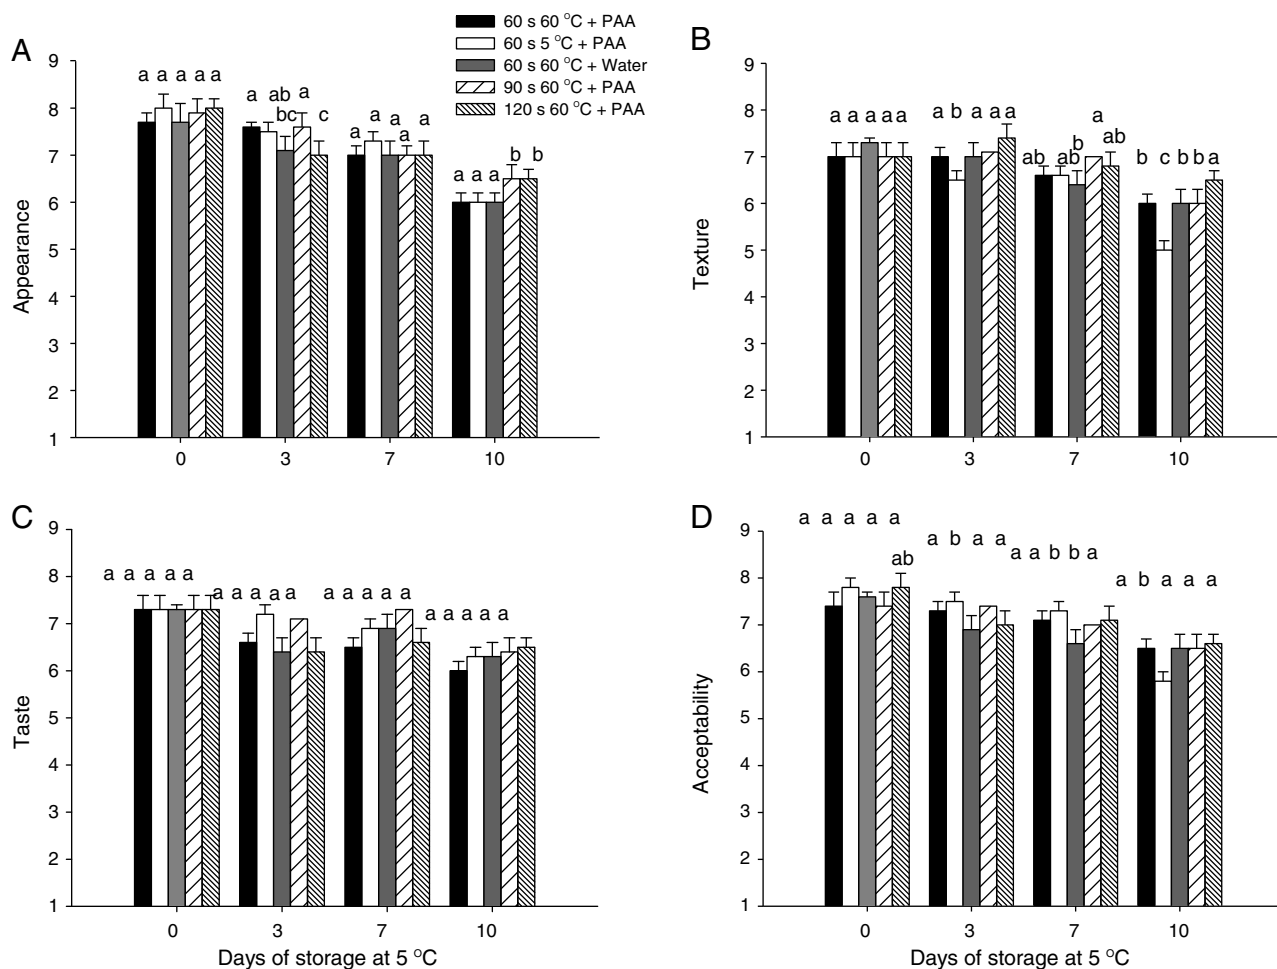 60 s 60 °C + PAA
60 s 5 °C + PAA
60 s 60 °C + Water
90 s 60 °C + PAA
120 s 60 °C + PAA
A
9
8
7
6
5
4
3
2
1
Appearance
a a a a a
a ab bc a c
a a a a a
a a a b b
0 3 7 10
B
9
8
7
6
5
4
3
2
1
Texture
a a a a a
a b a a a
ab ab b a ab
b c b b a
0 3 7 10
C
9
8
7
6
5
4
3
2
1
Taste
a a a a a
a a a a a
a a a a a
a a a a a
0 3 7 10
Days of storage at 5 °C
D
9
8
7
6
5
4
3
2
1
Acceptability
a a a a a
ab a b a a
a a b b a
a b a a a
0 3 7 10
Days of storage at 5 °C